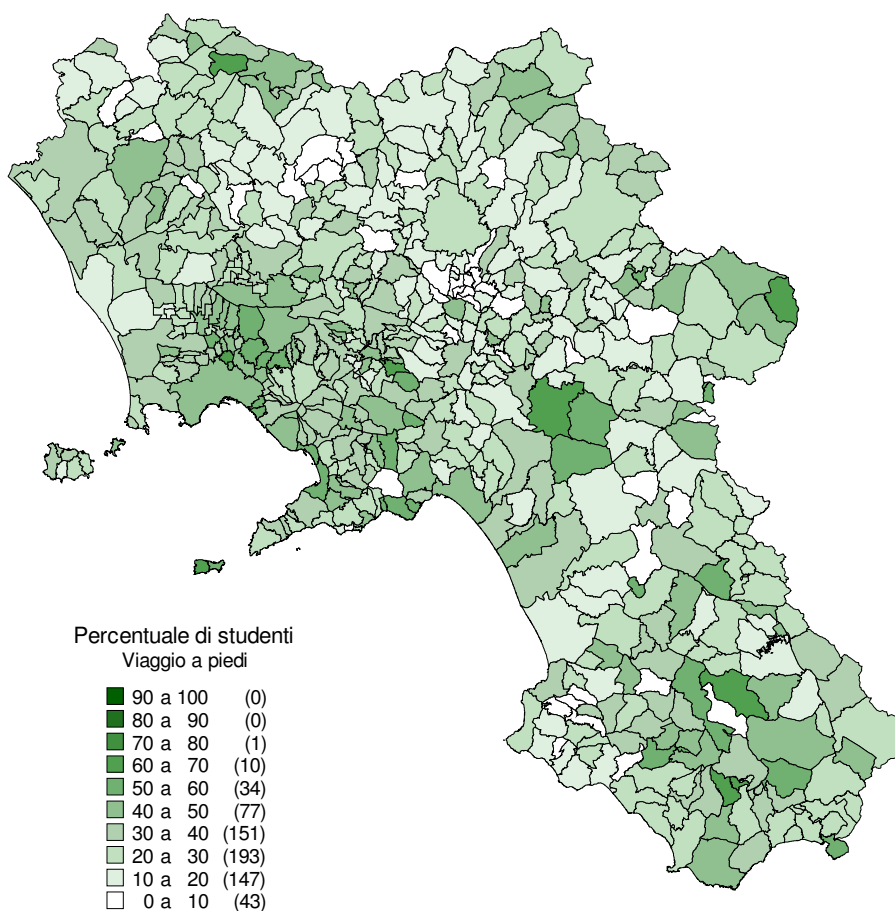 Percentuale di studenti
Viaggio a piedi
90 a 100 (0)
80 a 90 (0)
70 a 80 (1)
60 a 70 (10)
50 a 60 (34)
40 a 50 (77)
30 a 40 (151)
20 a 30 (193)
10 a 20 (147)
0 a 10 (43)